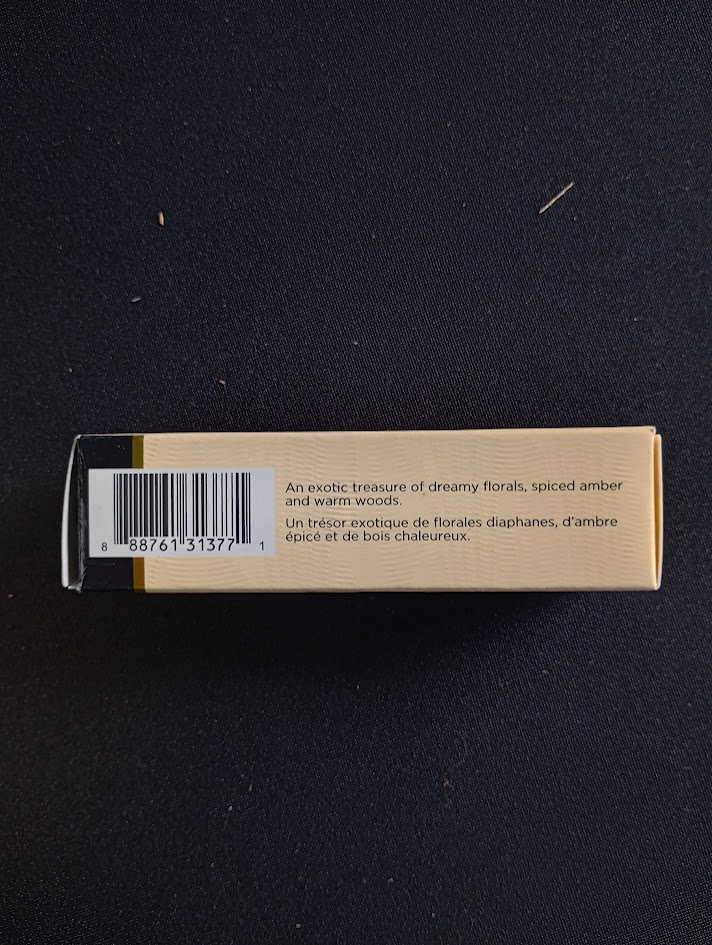 An exotic treasure of dreamy florals, spiced amber
and warm woods.
Un trésor exotique de florales diaphanes, d'ambre
épicé et de bois chaleureux.
8 88761 31377 1